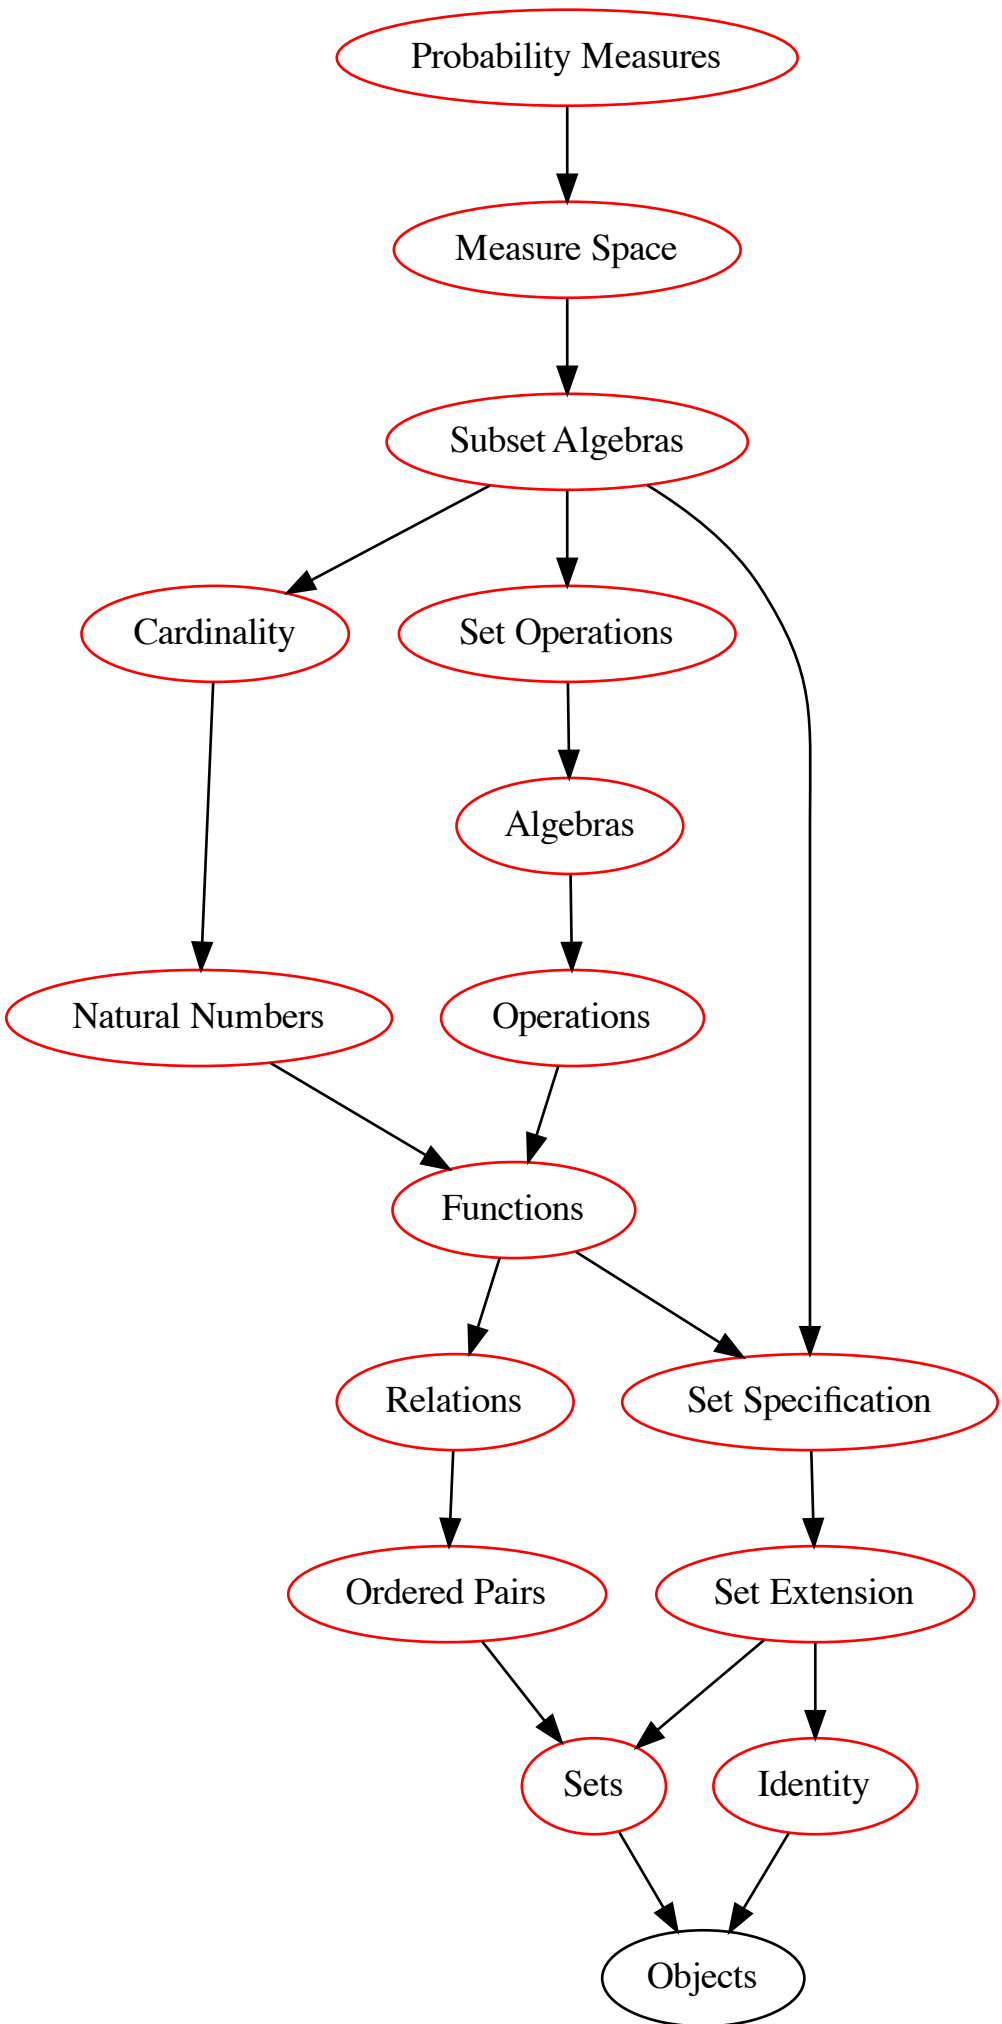 Probability Measures
Measure Space
Subset Algebras
Cardinality
Set Operations
Algebras
Natural Numbers
Operations
Functions
Relations
Set Specification
Ordered Pairs
Set Extension
Sets
Identity
Objects